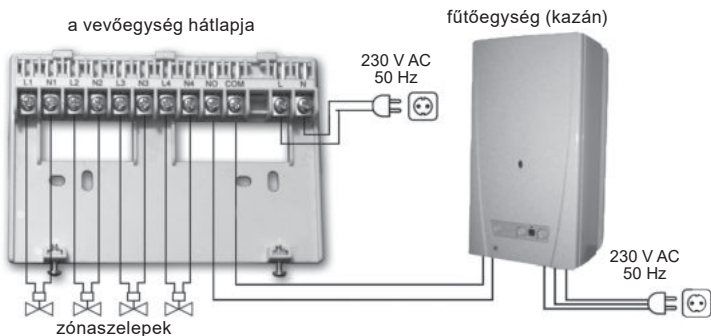 a vevőegység hátlapja
fűtőegység (kazán)
230 V AC
50 Hz
L1 N1 L2 N2 L3 N3 L4 N4 NO COM L N
230 V AC
50 Hz
zónaszelepek